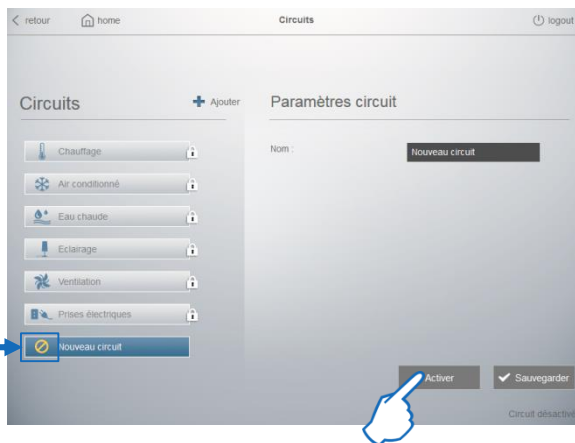 retour
home
Circuits
logout
Circuits
Ajouter
Paramètres circuit
Chauffage
Air conditionné
Eau chaude
Eclairage
Ventilation
Prises électriques
Nouveau circuit
Nom :
Nouveau circuit
Activer
Sauvegarder
Circuit désactivé